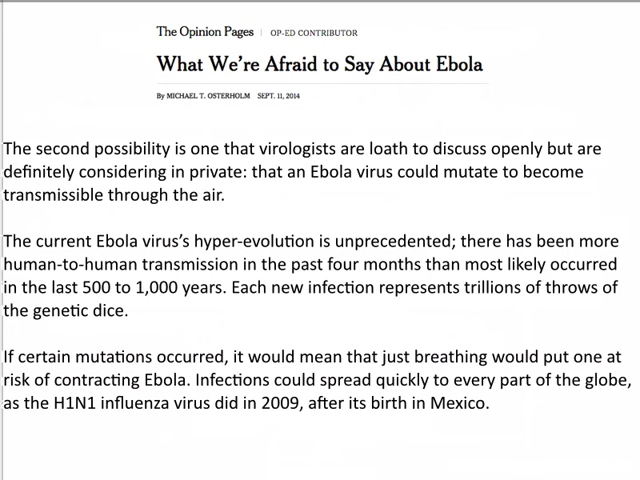 The Opinion Pages | OP-ED CONTRIBUTOR
What We're Afraid to Say About Ebola
By MICHAEL T. OSTERHOLM SEPT. 11, 2014
The second possibility is one that virologists are loath to discuss openly but are
definitely considering in private: that an Ebola virus could mutate to become
transmissible through the air.
The current Ebola virus's hyper-evolution is unprecedented; there has been more
human-to-human transmission in the past four months than most likely occurred
in the last 500 to 1,000 years. Each new infection represents trillions of throws of
the genetic dice.
If certain mutations occurred, it would mean that just breathing would put one at
risk of contracting Ebola. Infections could spread quickly to every part of the globe,
as the H1N1 influenza virus did in 2009, after its birth in Mexico.